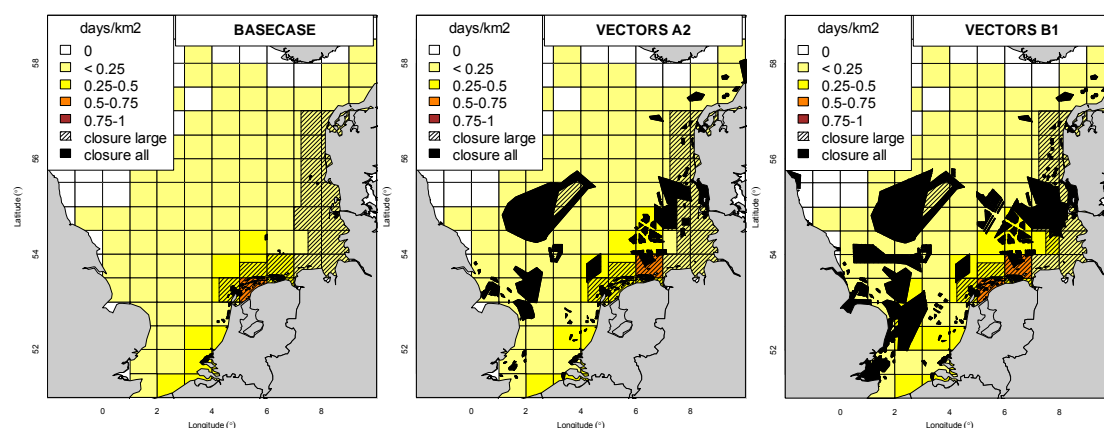 days/km2
BASECASE
0
< 0.25
0.25-0.5
0.5-0.75
0.75-1
closure large
closure all
58
56
54
52
Latitude (°)
0 2 4 6 8
Longitude (°)
days/km2
VECTORS A2
0
< 0.25
0.25-0.5
0.5-0.75
0.75-1
closure large
closure all
58
56
54
52
Latitude (°)
0 2 4 6 8
Longitude (°)
days/km2
VECTORS B1
0
< 0.25
0.25-0.5
0.5-0.75
0.75-1
closure large
closure all
58
56
54
52
Latitude (°)
0 2 4 6 8
Longitude (°)